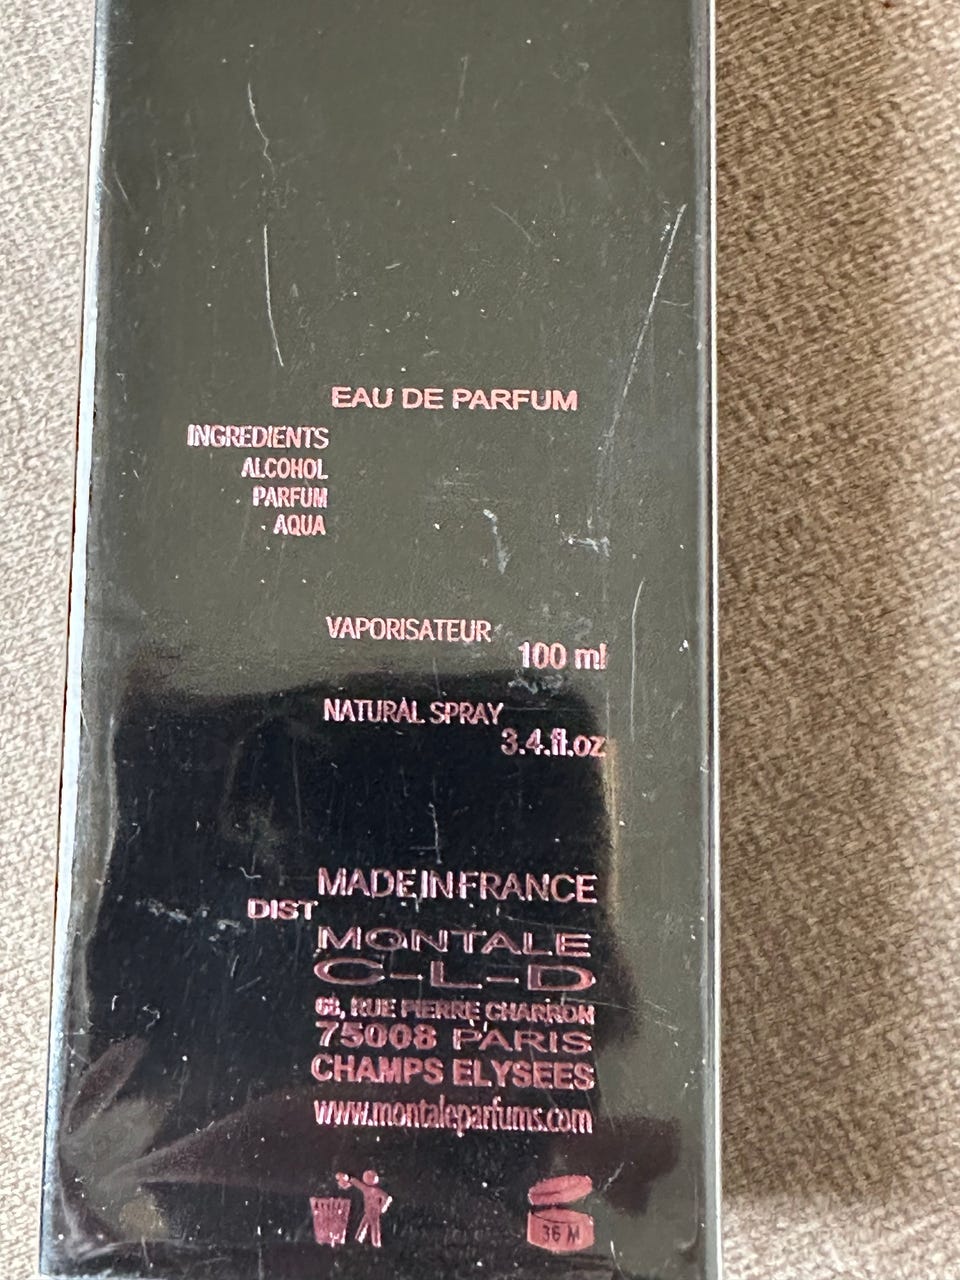 EAU DE PARFUM
INGREDIENTS
ALCOHOL
PARFUM
AQUA
VAPORISATEUR
100 ml
NATURAL SPRAY
3.4.fl.oz
MADE IN FRANCE
DIST
MONTALE
C-L-D
RUE PIERRE CHARRON
75008 PARIS
CHAMPS ELYSEES
www.montaleparfums.com
36 M